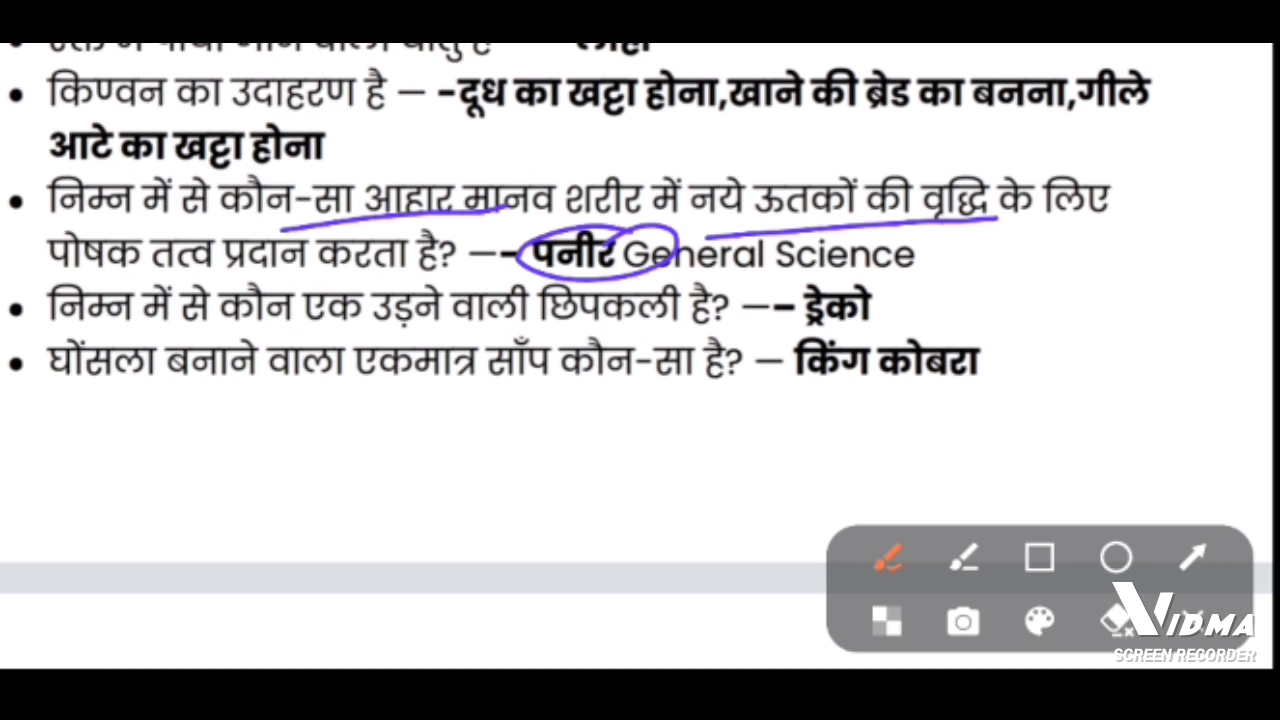 • किण्वन का उदाहरण है — -दूध का खट्टा होना,खाने की ब्रेड का बनना,गीले
आटे का खट्टा होना
• निम्न में से कौन-सा आहार मानव शरीर में नये ऊतकों की वृद्धि के लिए
पोषक तत्व प्रदान करता है? —- पनीर General Science
• निम्न में से कौन एक उड़ने वाली छिपकली है? —- ड्रेको
• घोंसला बनाने वाला एकमात्र साँप कौन-सा है? — किंग कोबरा
VIDMA
SCREEN RECORDER